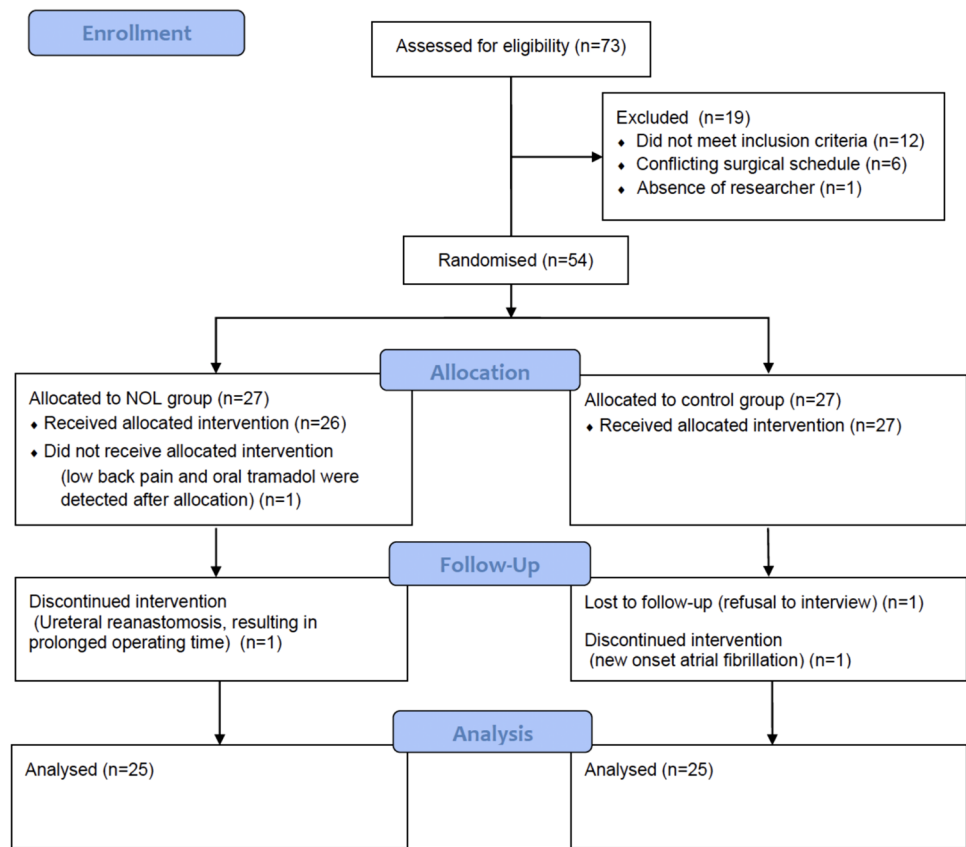 Enrollment
Assessed for eligibility (n=73)
Excluded (n=19)
⬧ Did not meet inclusion criteria (n=12)
⬧ Conflicting surgical schedule (n=6)
⬧ Absence of researcher (n=1)
Randomised (n=54)
Allocation
Allocated to NOL group (n=27)
⬧ Received allocated intervention (n=26)
⬧ Did not receive allocated intervention
(low back pain and oral tramadol were
detected after allocation) (n=1)
Allocated to control group (n=27)
⬧ Received allocated intervention (n=27)
Follow-Up
Discontinued intervention
(Ureteral reanastomosis, resulting in
prolonged operating time) (n=1)
Lost to follow-up (refusal to interview) (n=1)
Discontinued intervention
(new onset atrial fibrillation) (n=1)
Analysis
Analysed (n=25)
Analysed (n=25)